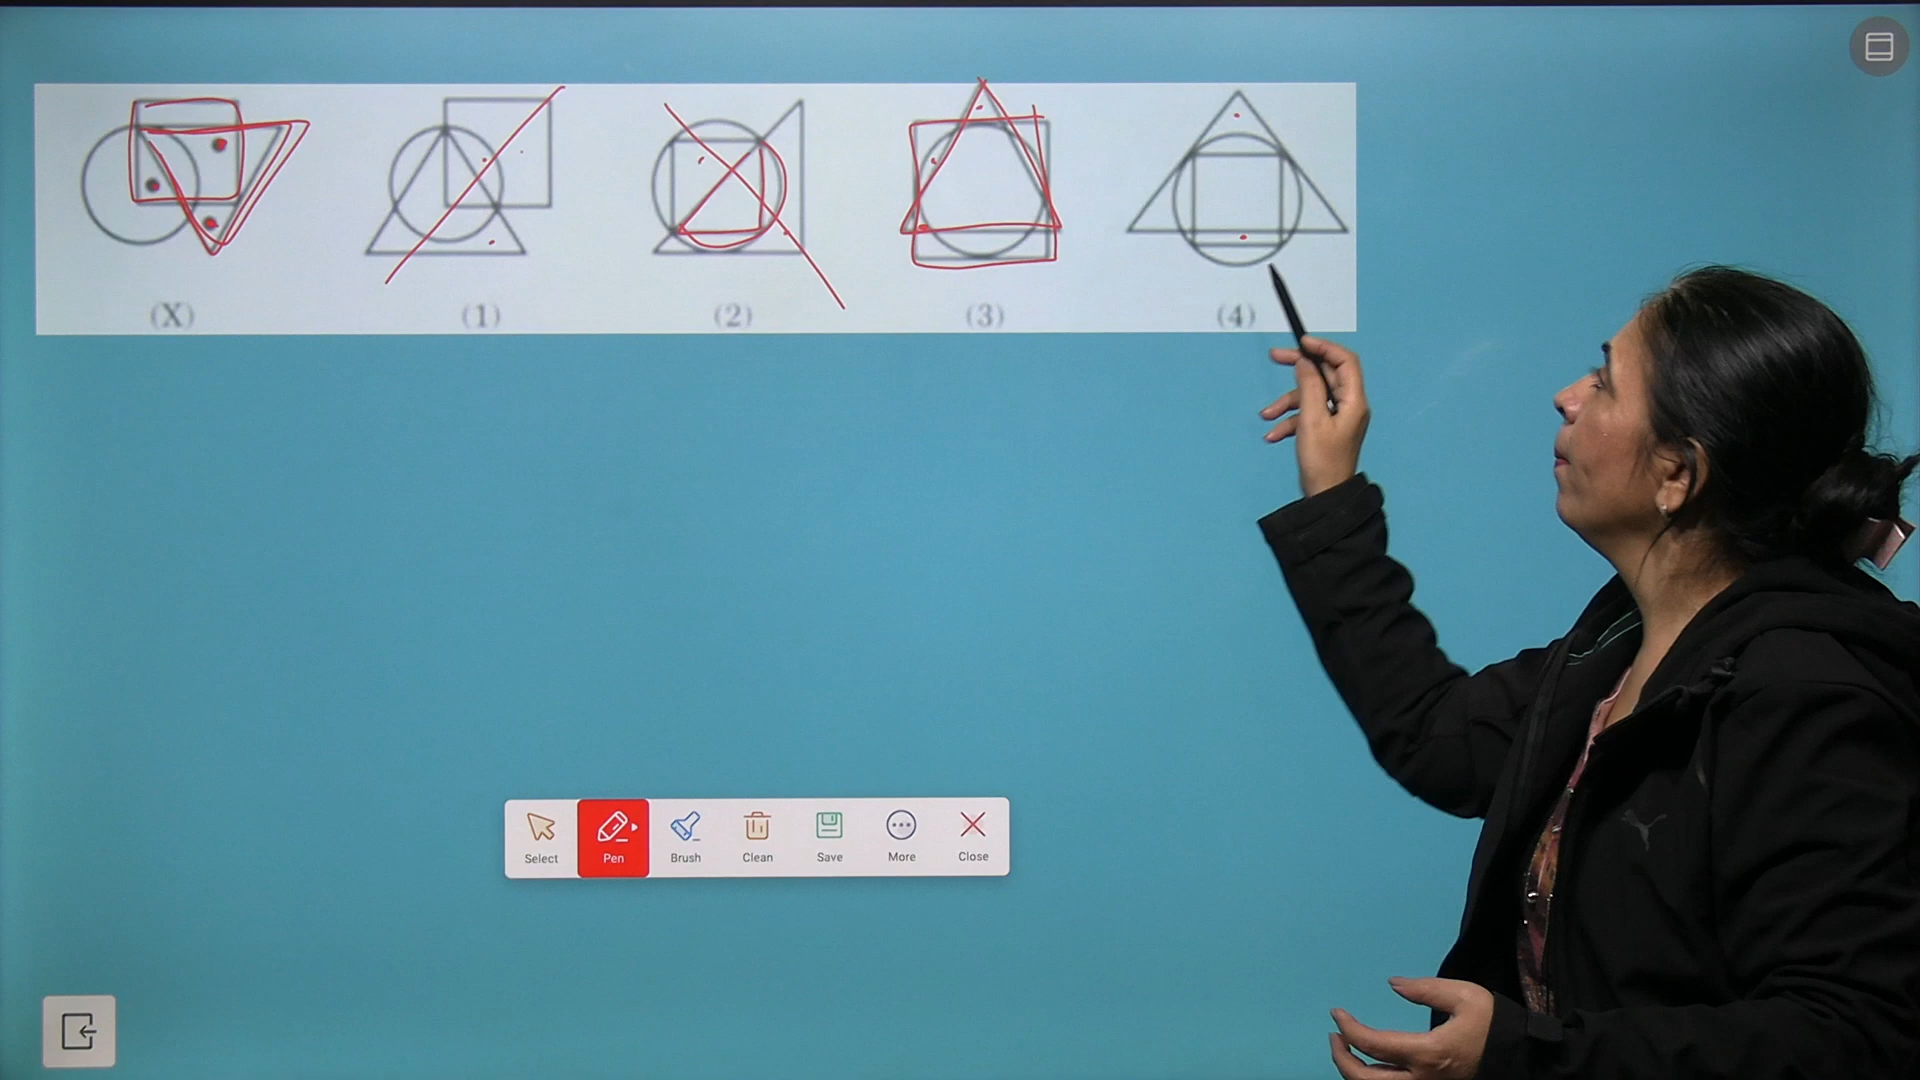 (X) (1) (2) (3) (4)
Select Pen Brush Clean Save More Close